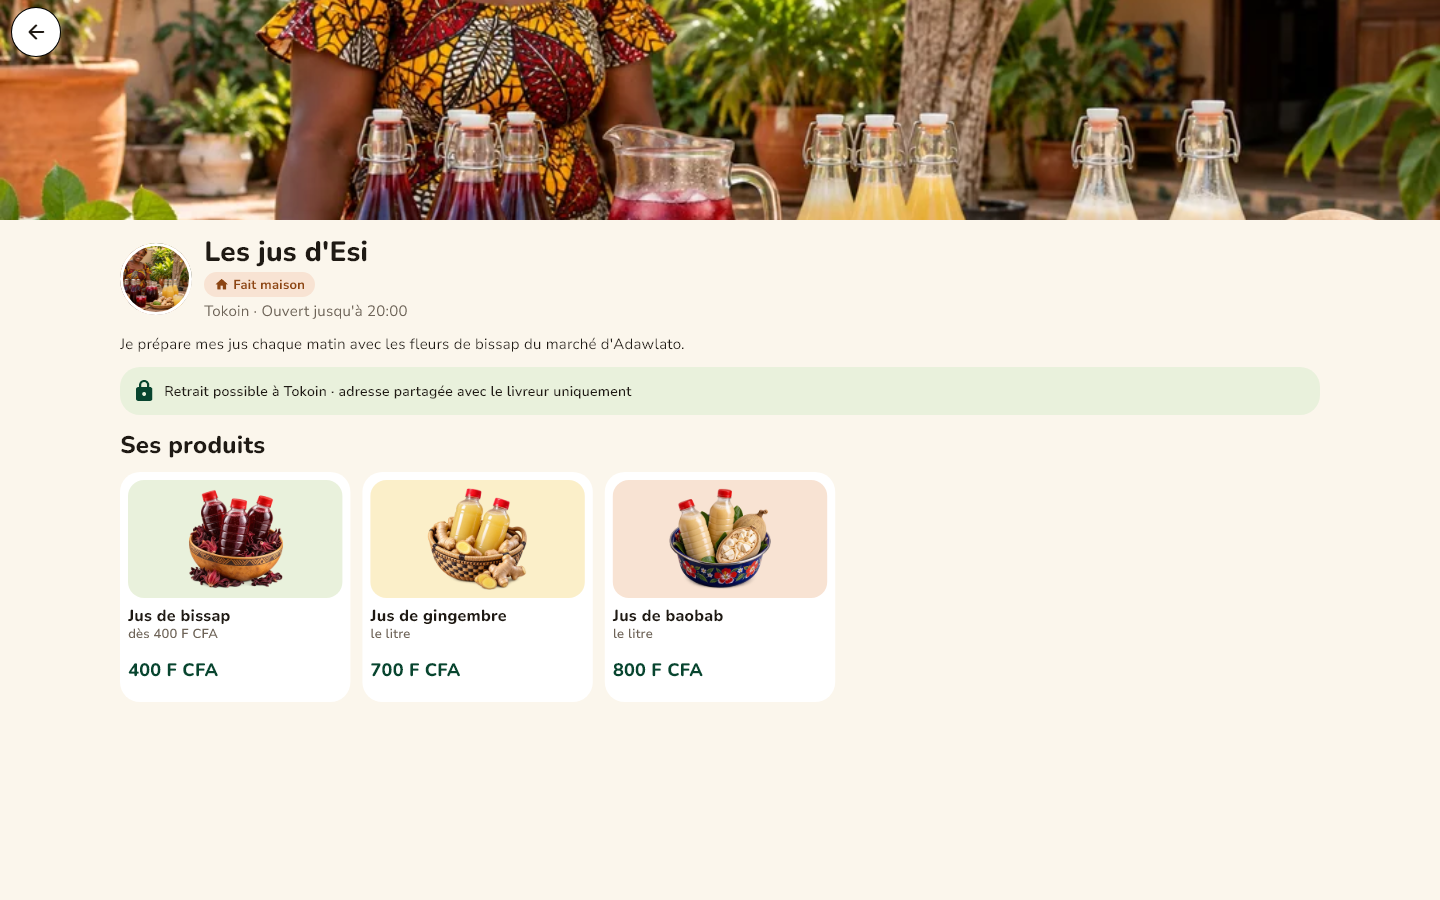 Les jus d'Esi
Fait maison
Tokoin · Ouvert jusqu'à 20:00
Je prépare mes jus chaque matin avec les fleurs de bissap du marché d'Adawlato.
Retrait possible à Tokoin · adresse partagée avec le livreur uniquement
Ses produits
Jus de bissap
dès 400 F CFA
400 F CFA
Jus de gingembre
le litre
700 F CFA
Jus de baobab
le litre
800 F CFA